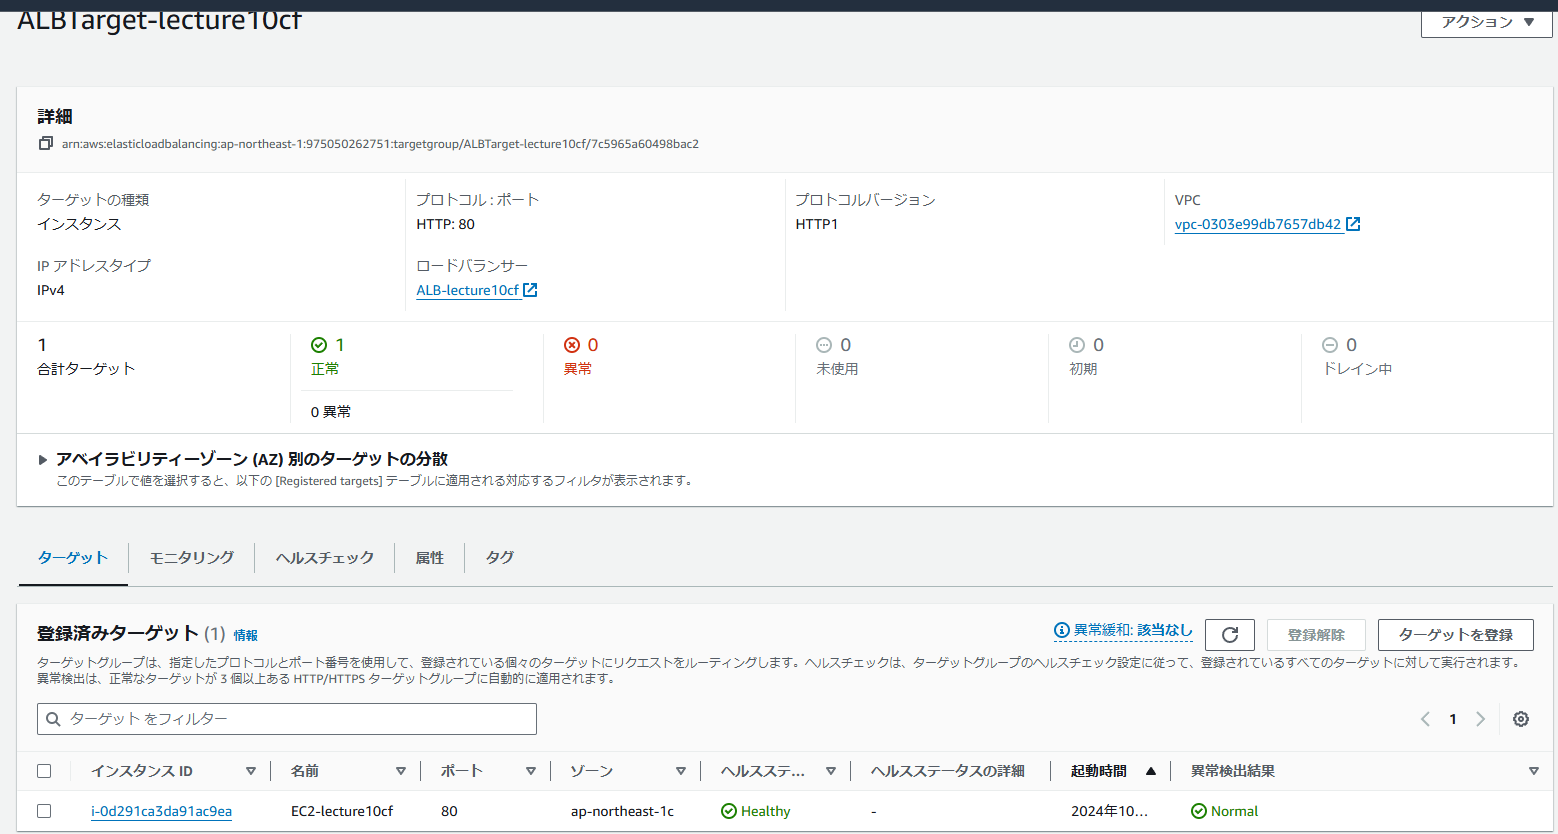 ALBTarget-lecture10cf
アクション
詳細
arn:aws:elasticloadbalancing:ap-northeast-1:975050262751:targetgroup/ALBTarget-lecture10cf/7c5965a60498bac2
ターゲットの種類
インスタンス
プロトコル : ポート
HTTP: 80
プロトコルバージョン
HTTP1
VPC
vpc-0303e99db7657db42
IP アドレスタイプ
IPv4
ロードバランサー
ALB-lecture10cf
1
合計ターゲット
1
正常
0 異常
0
異常
0
未使用
0
初期
0
ドレイン中
アベイラビリティーゾーン (AZ) 別のターゲットの分散
このテーブルで値を選択すると、以下の [Registered targets] テーブルに適用される対応するフィルタが表示されます。
ターゲット モニタリング ヘルスチェック 属性 タグ
登録済みターゲット (1) 情報
異常緩和: 該当なし
登録解除
ターゲットを登録
ターゲットグループは、指定したプロトコルとポート番号を使用して、登録されている個々のターゲットにリクエストをルーティングします。ヘルスチェックは、ターゲットグループのヘルスチェック設定に従って、登録されているすべてのターゲットに対して実行されます。
異常検出は、正常なターゲットが 3 個以上ある HTTP/HTTPS ターゲットグループに自動的に適用されます。
ターゲット をフィルター
1
インスタンス ID 名前 ポート ゾーン ヘルスステ... ヘルスステータスの詳細 起動時間 異常検出結果
i-0d291ca3da91ac9ea EC2-lecture10cf 80 ap-northeast-1c Healthy - 2024年10... Normal